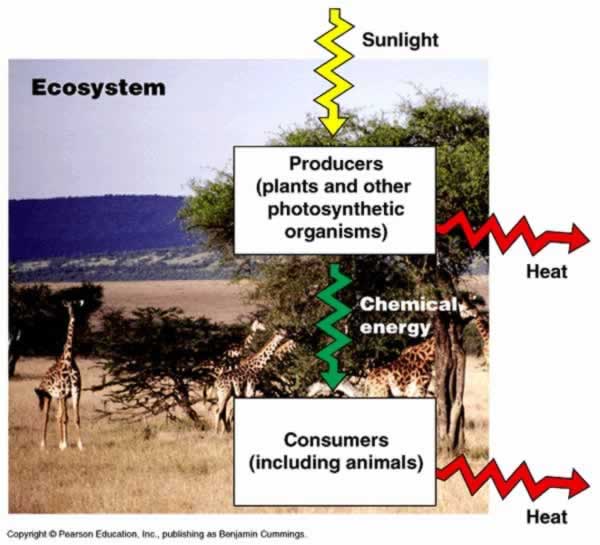 Sunlight
Ecosystem
Producers
(plants and other
photosynthetic
organisms)
Heat
Chemical
energy
Consumers
(including animals)
Heat
Copyright © Pearson Education, Inc., publishing as Benjamin Cummings.